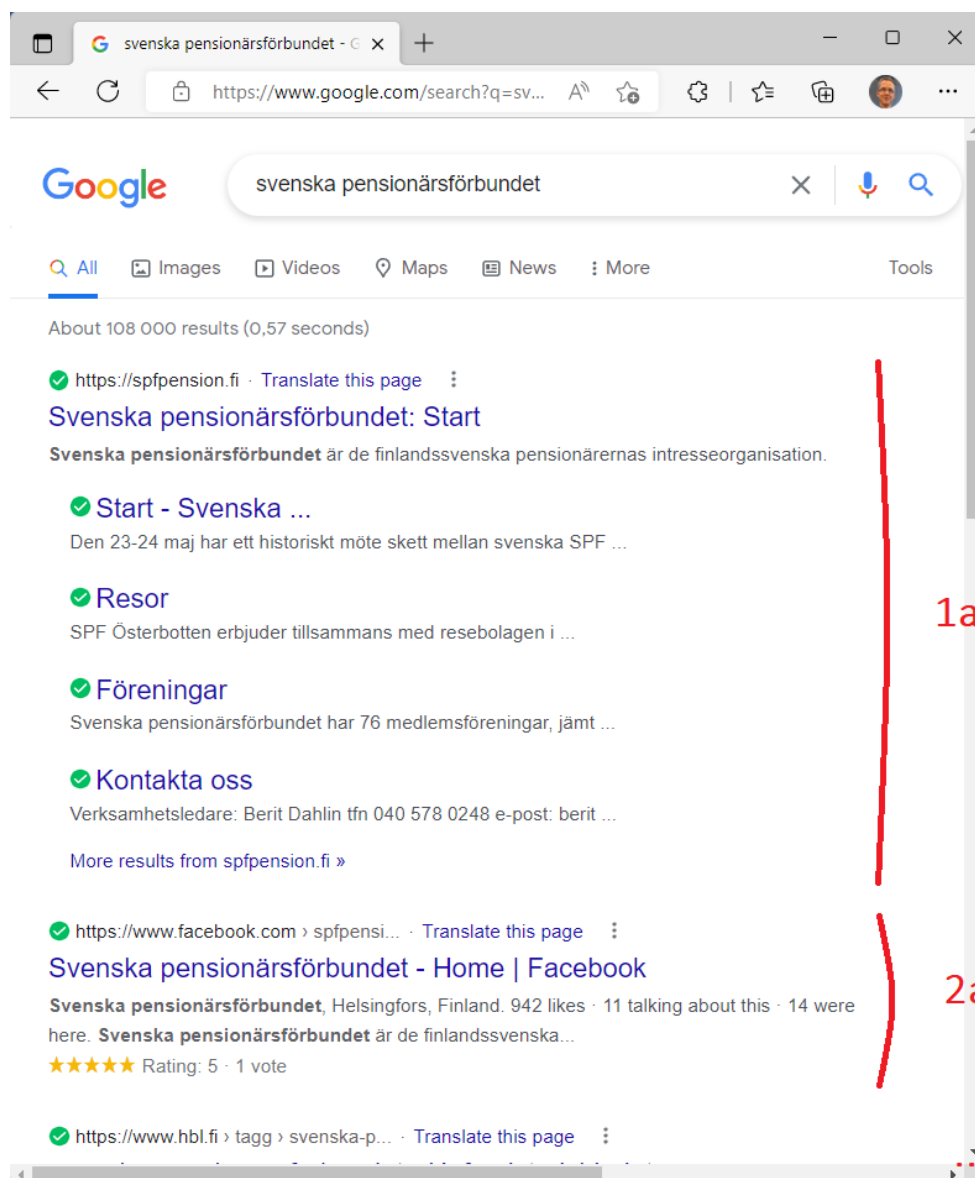 svenska pensionärsförbundet - G
https://www.google.com/search?q=sv...
Google
svenska pensionärsförbundet
All Images Videos Maps News More Tools
About 108 000 results (0,57 seconds)
https://spfpension.fi · Translate this page
Svenska pensionärsförbundet: Start
Svenska pensionärsförbundet är de finlandssvenska pensionärernas intresseorganisation.
Start - Svenska ...
Den 23-24 maj har ett historiskt möte skett mellan svenska SPF ...
Resor
SPF Österbotten erbjuder tillsammans med resebolagen i ...
1a
Föreningar
Svenska pensionärsförbundet har 76 medlemsföreningar, jämt ...
Kontakta oss
Verksamhetsledare: Berit Dahlin tfn 040 578 0248 e-post: berit ...
More results from spfpension.fi »
https://www.facebook.com › spfpensi... · Translate this page
Svenska pensionärsförbundet - Home | Facebook
2a
Svenska pensionärsförbundet, Helsingfors, Finland. 942 likes · 11 talking about this · 14 were
here. Svenska pensionärsförbundet är de finlandssvenska...
Rating: 5 · 1 vote
https://www.hbl.fi › tagg › svenska-p... · Translate this page